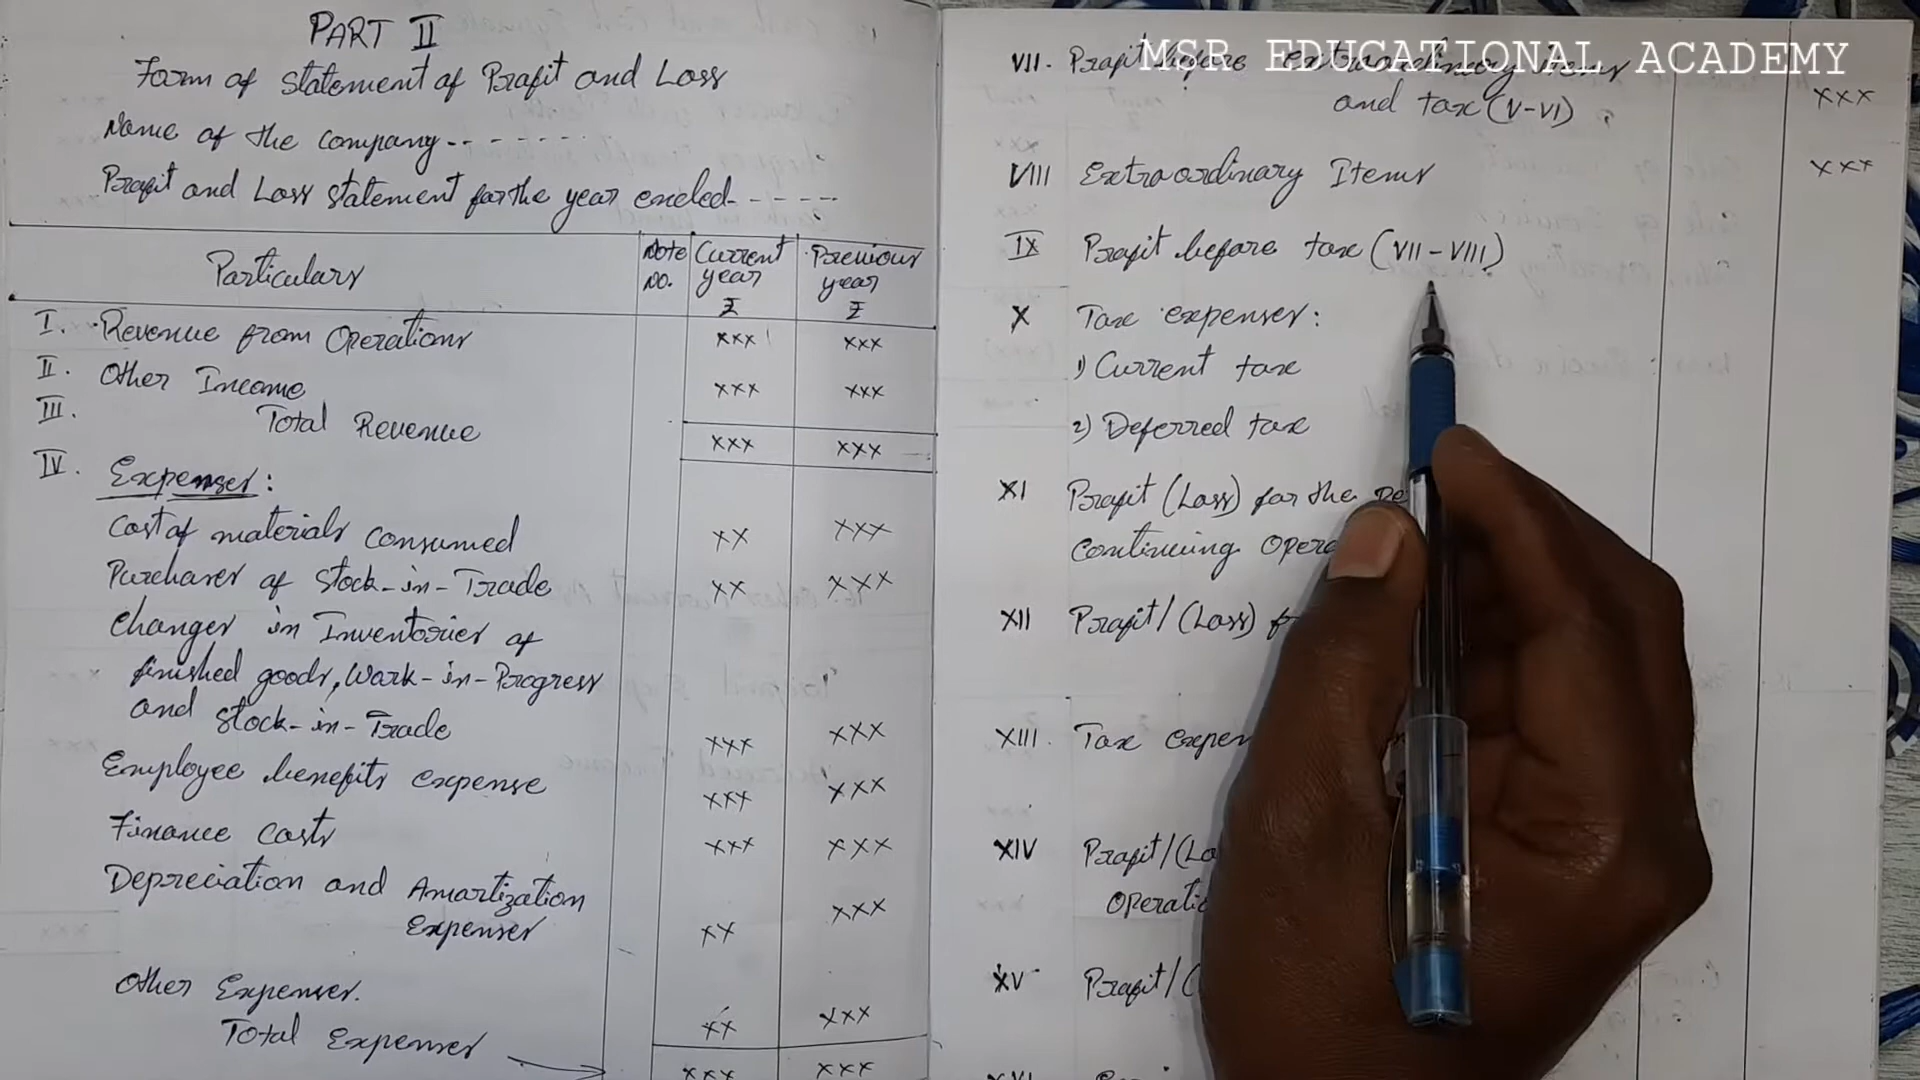 PART II
Form of Statement of Profit and Loss
Name of the company - - - - - - -
Profit and Loss statement for the year ended - - - - -
Particulars
Note No.
Current year ₹
Previous year ₹
I. Revenue from Operations xxx xxx
II. Other Income xxx xxx
III. Total Revenue xxx xxx
IV. Expenses:
Cost of materials consumed xx xxx
Purchases of Stock-in-Trade xx xxx
Changes in Inventories of
finished goods, Work-in-Progress
and Stock-in-Trade xxx xxx
Employee benefits expense xxx xxx
Finance Costs xxx xxx
Depreciation and Amortization
Expenses xx xxx
Other Expenses. xx xxx
Total Expenses xxx xxx
MSR EDUCATIONAL ACADEMY
VII. Profit before extraordinary items
and tax (V-VI) xxx
VIII Extraordinary Items xxx
IX Profit before tax (VII-VIII)
X Tax expenses:
1) Current tax
2) Deferred tax
XI Profit (Loss) for the
Continuing
XII Profit/(Loss)
XIII. Tax
XIV Profit/
XV Profit/(
XVI